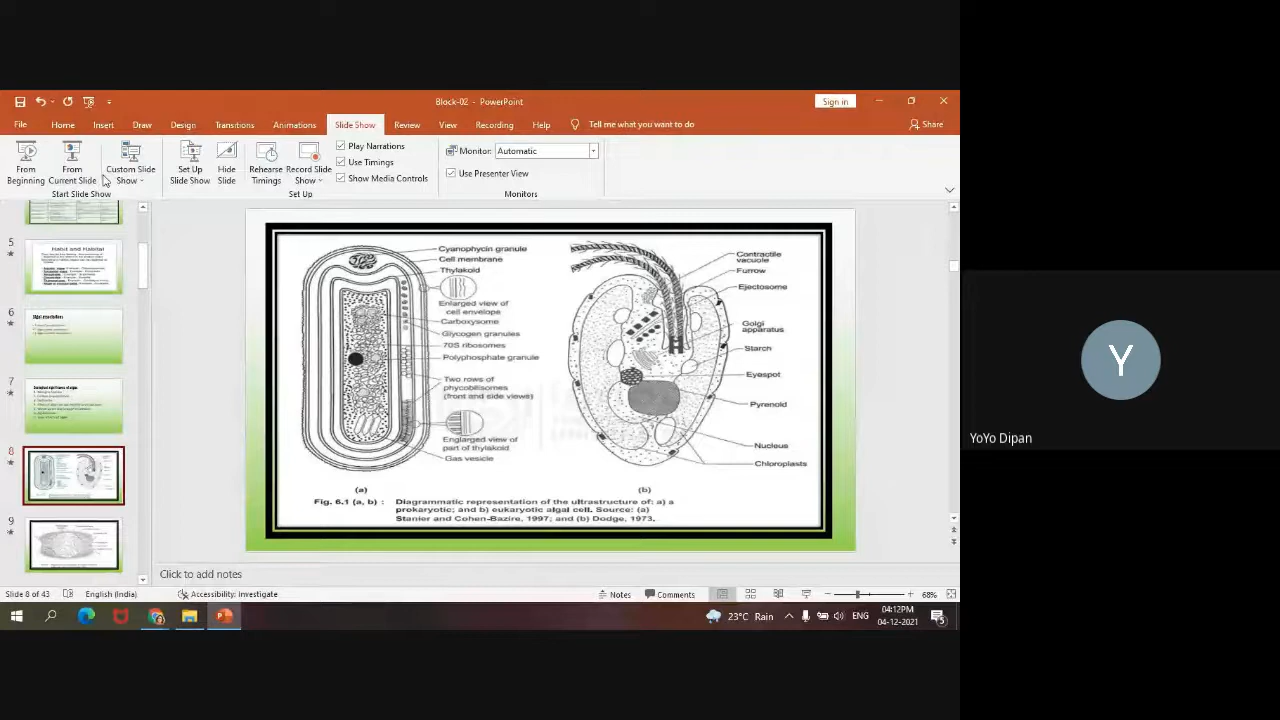 Block-02 - PowerPoint
Sign in
File Home Insert Draw Design Transitions Animations Slide Show Review View Recording Help Tell me what you want to do
Share
From Beginning
From Current Slide
Custom Slide Show
Set Up Slide Show
Hide Slide
Rehearse Timings
Record Slide Show
Play Narrations
Use Timings
Show Media Controls
Monitor: Automatic
Use Presenter View
Start Slide Show
Set Up
Monitors
5
Habit and Habitat
6
7
8
9
Cyanophycin granule
Cell membrane
Thylakoid
Enlarged view of
cell envelope
Carboxysome
Glycogen granules
70S ribosomes
Polyphosphate granule
Two rows of
phycobilisomes
(front and side views)
Englarged view of
part of thylakoid
Gas vesicle
(a)
Contractile
vacuole
Furrow
Ejectosome
Golgi
apparatus
Starch
Eyespot
Pyrenoid
Nucleus
Chloroplasts
(b)
Fig. 6.1 (a, b) : Diagrammatic representation of the ultrastructure of: a) a
prokaryotic; and b) eukaryotic algal cell. Source: (a)
Stanier and Cohen-Bazire, 1997; and (b) Dodge, 1973.
Click to add notes
Slide 8 of 43
English (India)
Accessibility: Investigate
Notes
Comments
68%
23°C Rain
ENG
04:12PM
04-12-2021
5
Y
YoYo Dipan